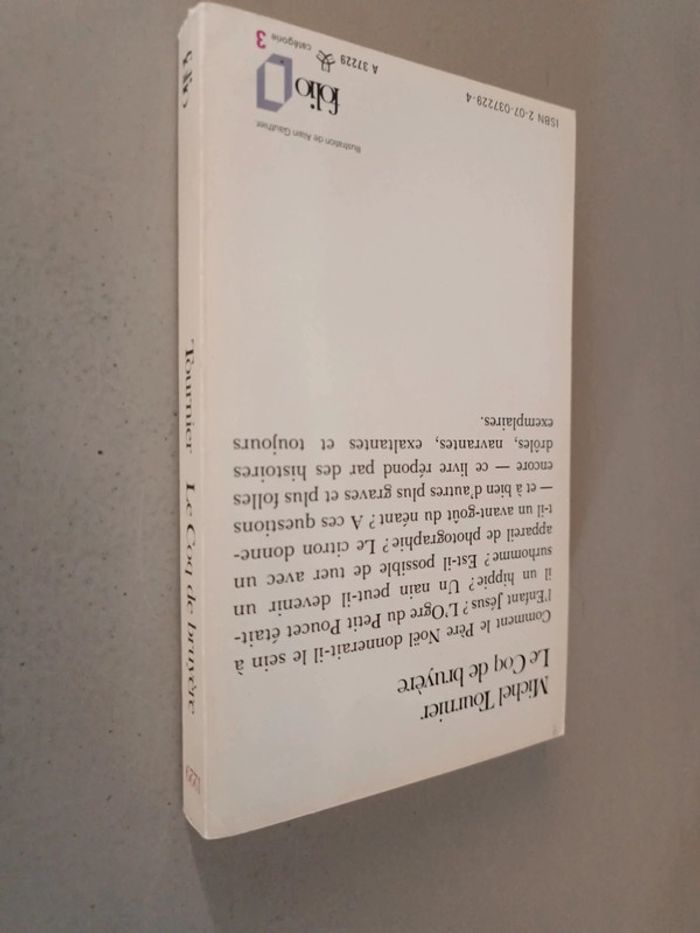 Michel Tournier
Le Coq de bruyère
Comment le Père Noël donnerait-il le sein à
l'Enfant Jésus ? L'Ogre du Petit Poucet était-
il un hippie ? Un nain peut-il devenir un
surhomme ? Est-il possible de tuer avec un
appareil de photographie ? Le citron donne-
t-il un avant-goût du néant ? A ces questions
— et à bien d'autres plus graves et plus folles
encore — ce livre répond par des histoires
drôles, navrantes, exaltantes et toujours
exemplaires.
Illustration de Alain Gauthier.
folio
A 37229 catégorie 3
ISBN 2-07-037229-4
Tournier Le Coq de bruyère